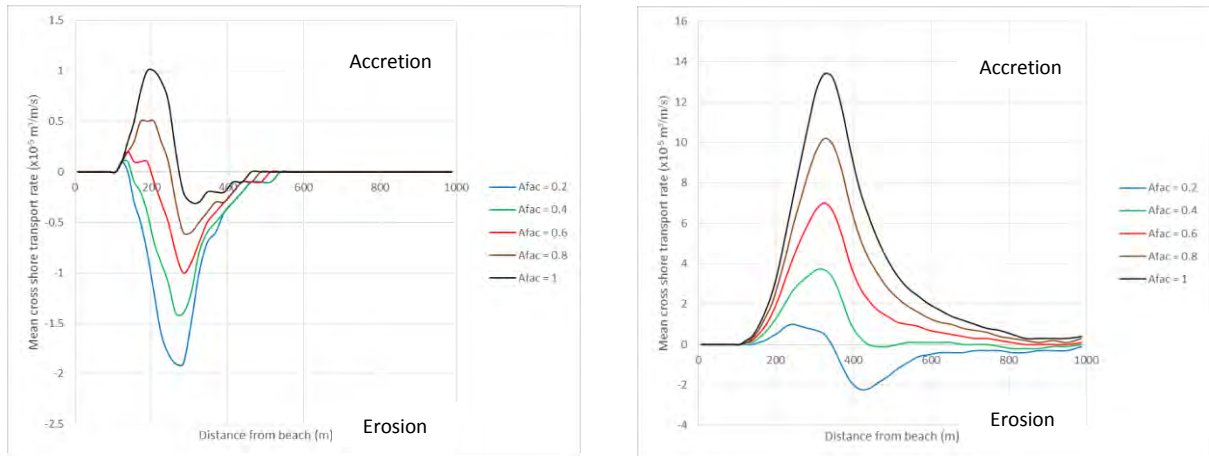 1.5
1
0.5
0
-0.5
-1
-1.5
-2
-2.5
0
200
400
600
800
1000
Mean cross shore transport rate (x10⁻⁵ m³/m/s)
Distance from beach (m)
Accretion
Erosion
Afac = 0.2
Afac = 0.4
Afac = 0.6
Afac = 0.8
Afac = 1
16
14
12
10
8
6
4
2
0
-2
-4
0
200
400
600
800
1000
Mean cross shore transport rate (x10⁻⁵ m³/m/s)
Distance from beach (m)
Accretion
Erosion
Afac = 0.2
Afac = 0.4
Afac = 0.6
Afac = 0.8
Afac = 1